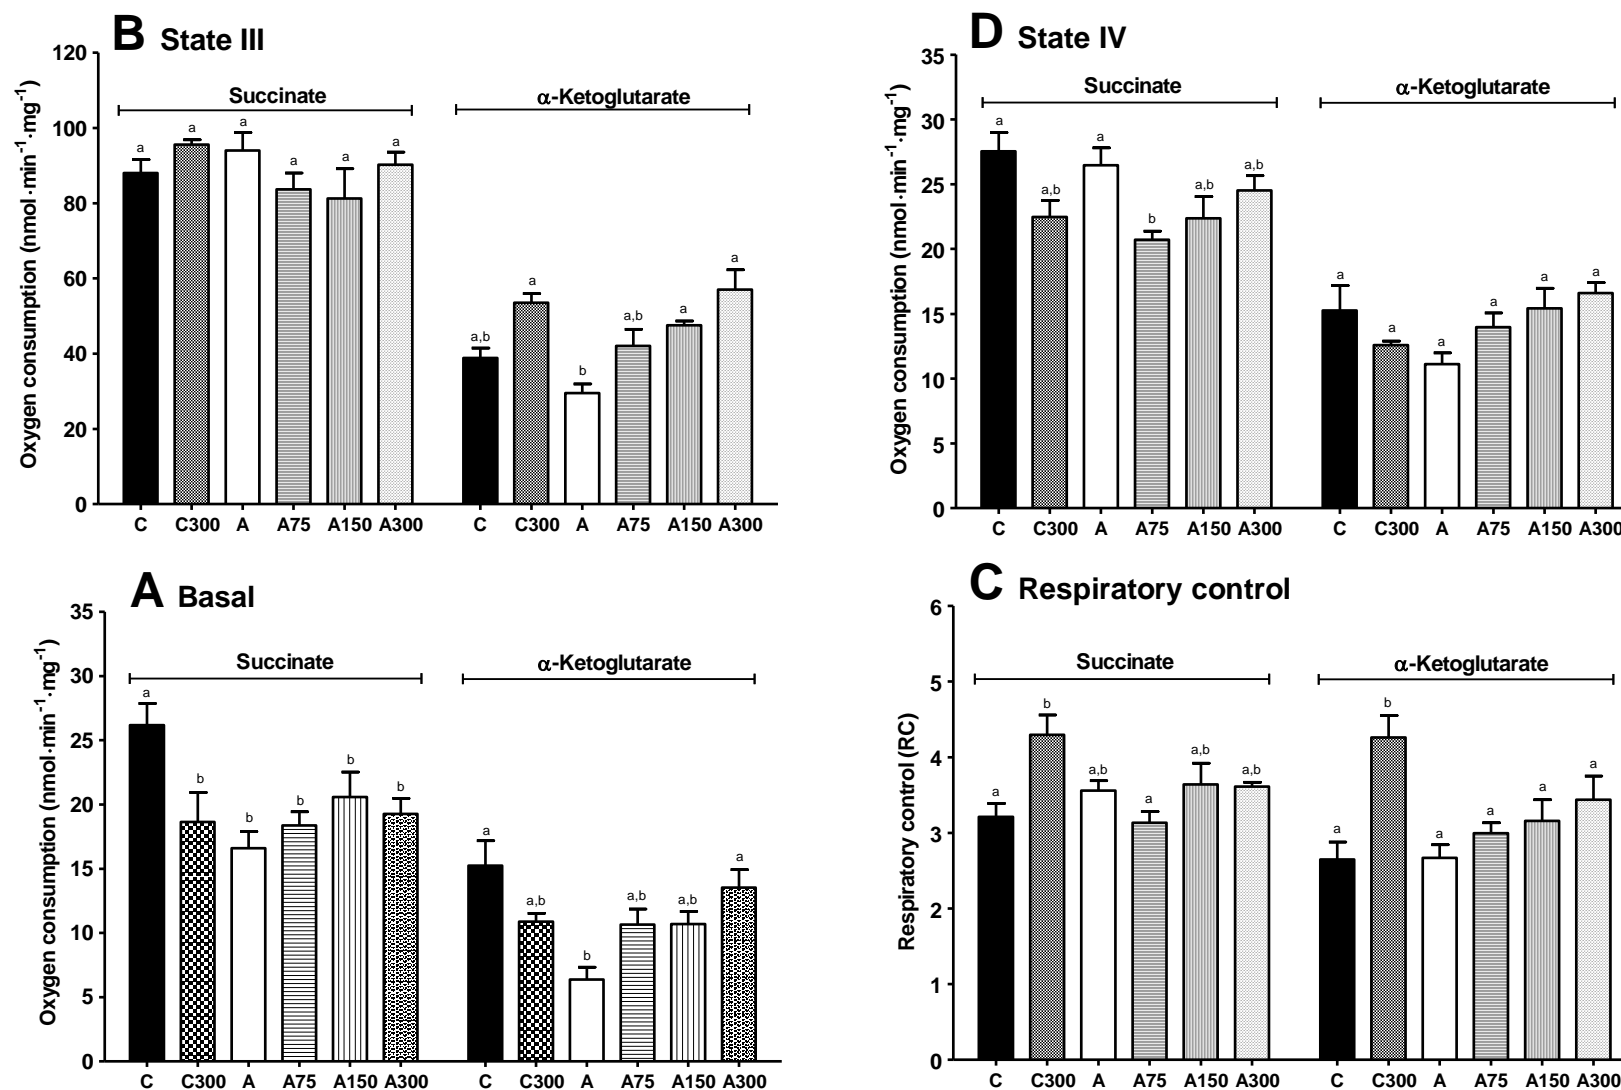 B State III
Oxygen consumption (nmol·min⁻¹·mg⁻¹)
120
100
80
60
40
20
0
Succinate
α-Ketoglutarate
a
a
a
a
a
a
a,b
a
b
a,b
a
a
C C300 A A75 A150 A300 C C300 A A75 A150 A300
D State IV
Oxygen consumption (nmol·min⁻¹·mg⁻¹)
35
30
25
20
15
10
5
0
Succinate
α-Ketoglutarate
a
a,b
a
b
a,b
a,b
a
a
a
a
a
a
C C300 A A75 A150 A300 C C300 A A75 A150 A300
A Basal
Oxygen consumption (nmol·min⁻¹·mg⁻¹)
35
30
25
20
15
10
5
0
Succinate
α-Ketoglutarate
a
b
b
b
b
b
a
a,b
b
a,b
a,b
a
C C300 A A75 A150 A300 C C300 A A75 A150 A300
C Respiratory control
Respiratory control (RC)
6
5
4
3
2
1
0
Succinate
α-Ketoglutarate
a
b
a,b
a
a,b
a,b
a
b
a
a
a
a
C C300 A A75 A150 A300 C C300 A A75 A150 A300